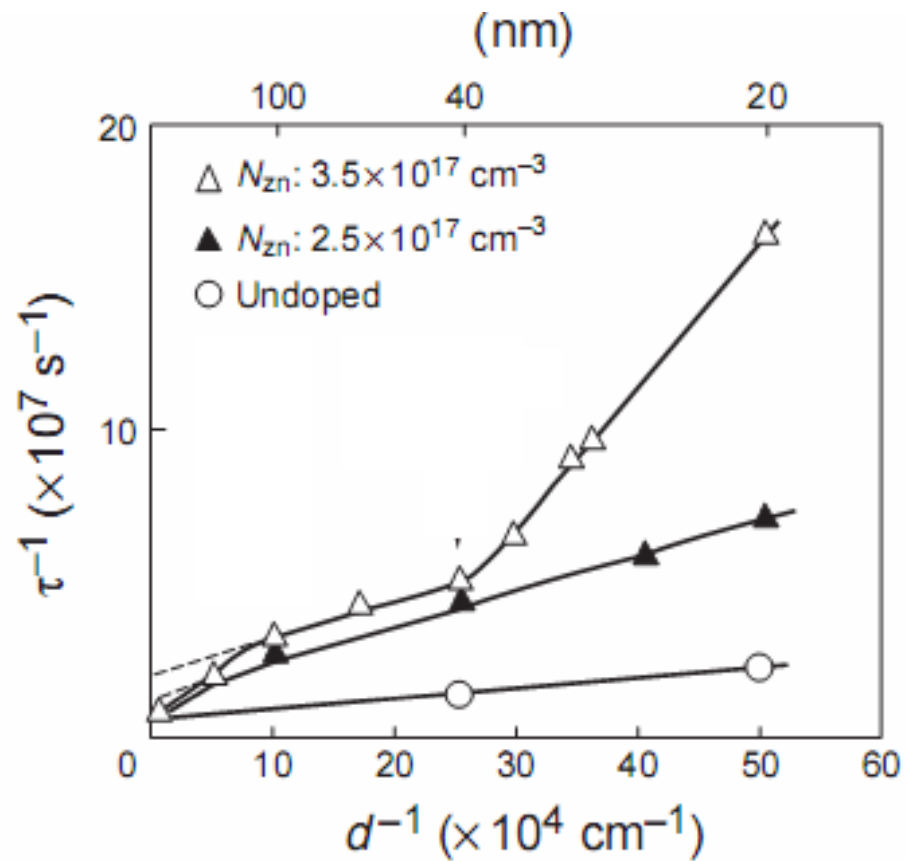 (nm)
100 40 20
20
△ N_zn: 3.5×10^17 cm^−3
▲ N_zn: 2.5×10^17 cm^−3
○ Undoped
10
τ^−1 (×10^7 s^−1)
0 10 20 30 40 50 60
d^−1 (×10^4 cm^−1)